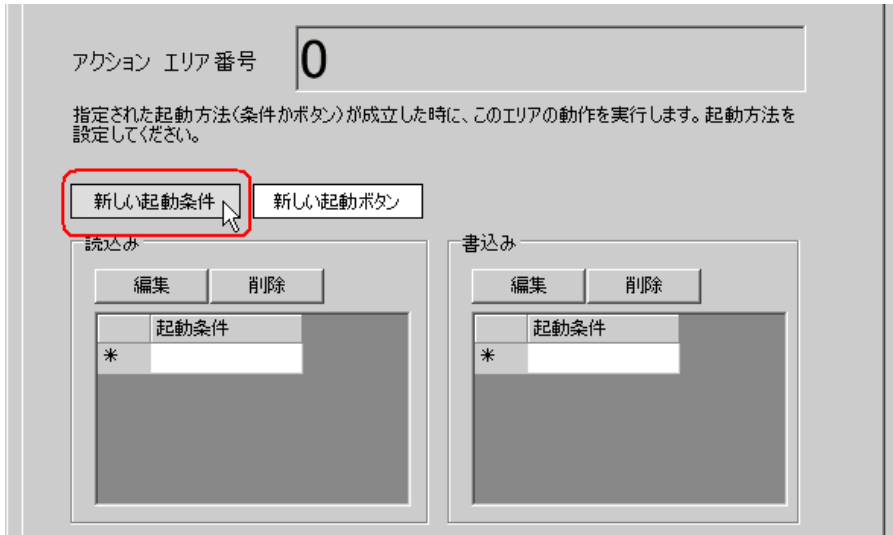 アクション エリア番号 0
指定された起動方法(条件かボタン)が成立した時に、このエリアの動作を実行します。起動方法を
設定してください。
新しい起動条件 新しい起動ボタン
読込み 書込み
編集 削除 編集 削除
起動条件 起動条件
* *